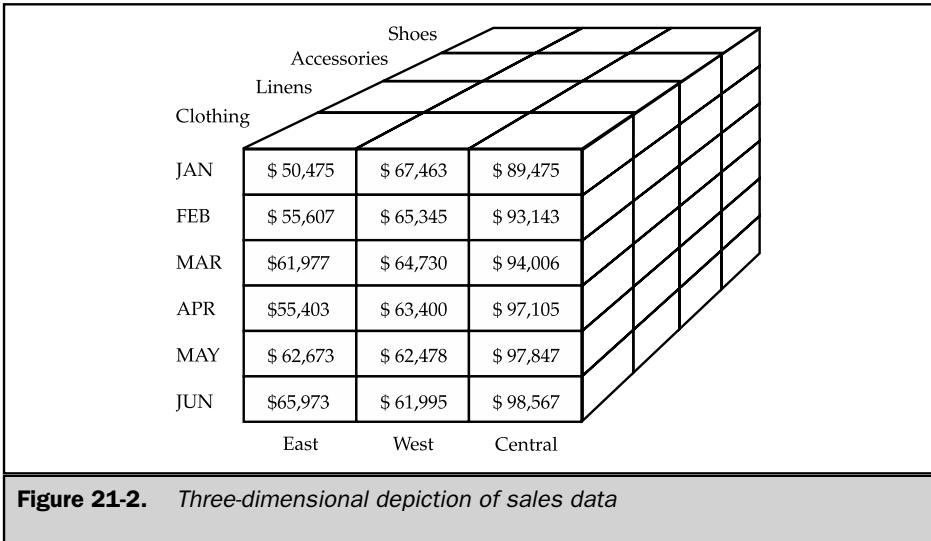 Shoes
Accessories
Linens
Clothing
JAN $ 50,475 $ 67,463 $ 89,475
FEB $ 55,607 $ 65,345 $ 93,143
MAR $61,977 $ 64,730 $ 94,006
APR $55,403 $ 63,400 $ 97,105
MAY $ 62,673 $ 62,478 $ 97,847
JUN $65,973 $ 61,995 $ 98,567
East West Central
Figure 21-2. Three-dimensional depiction of sales data